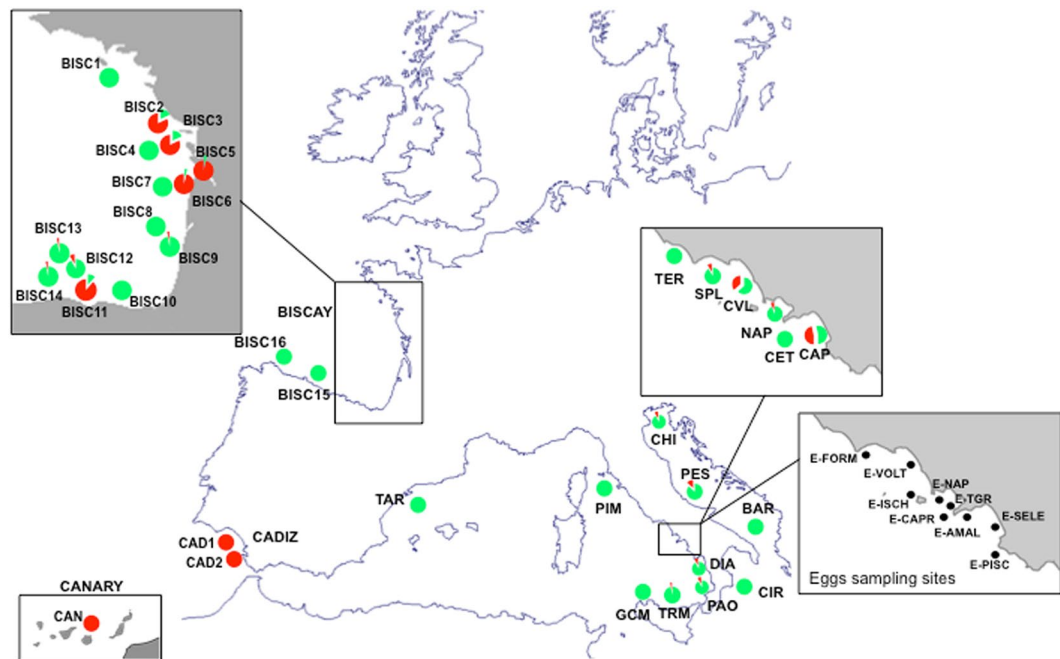 BISC1
BISC2
BISC3
BISC4
BISC5
BISC7
BISC6
BISC8
BISC13
BISC12
BISC9
BISC14
BISC10
BISC11
BISCAY
BISC16
BISC15
TER
SPL
CVL
NAP
CET
CAP
CHI
PES
TAR
PIM
BAR
CAD1
CADIZ
CAD2
DIA
CIR
GCM
TRM
PAO
E-FORM
E-VOLT
E-NAP
E-ISCH
E-TGR
E-CAPR
E-SELE
E-AMAL
E-PISC
Eggs sampling sites
CANARY
CAN